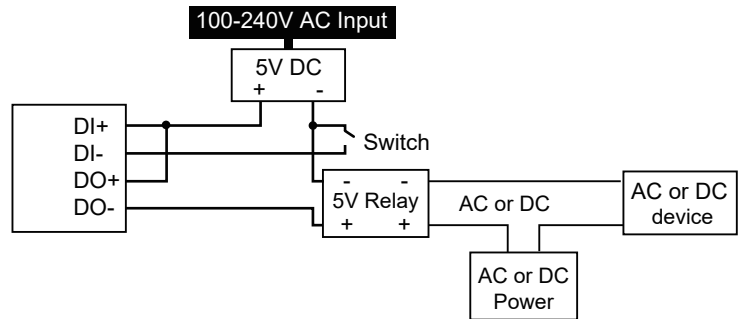 100-240V AC Input
5V DC
+ -
DI+
DI-
DO+
DO-
Switch
- -
5V Relay
+ +
AC or DC
AC or DC
device
AC or DC
Power